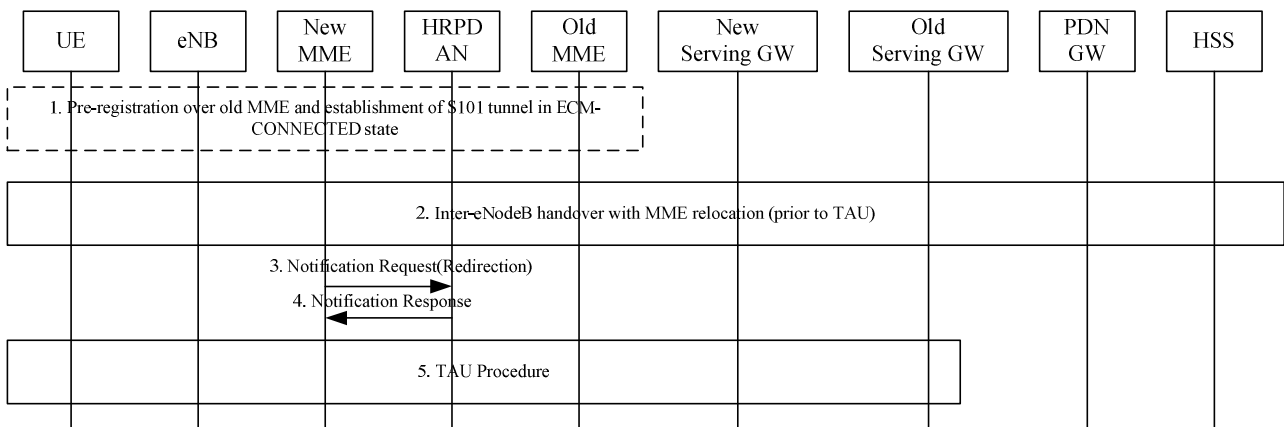 UE
eNB
New
MME
HRPD
AN
Old
MME
New
Serving GW
Old
Serving GW
PDN
GW
HSS
1. Pre-registration over old MME and establishment of S101 tunnel in ECM-
CONNECTED state
2. Inter-eNodeB handover with MME relocation (prior to TAU)
3. Notification Request(Redirection)
4. Notification Response
5. TAU Procedure